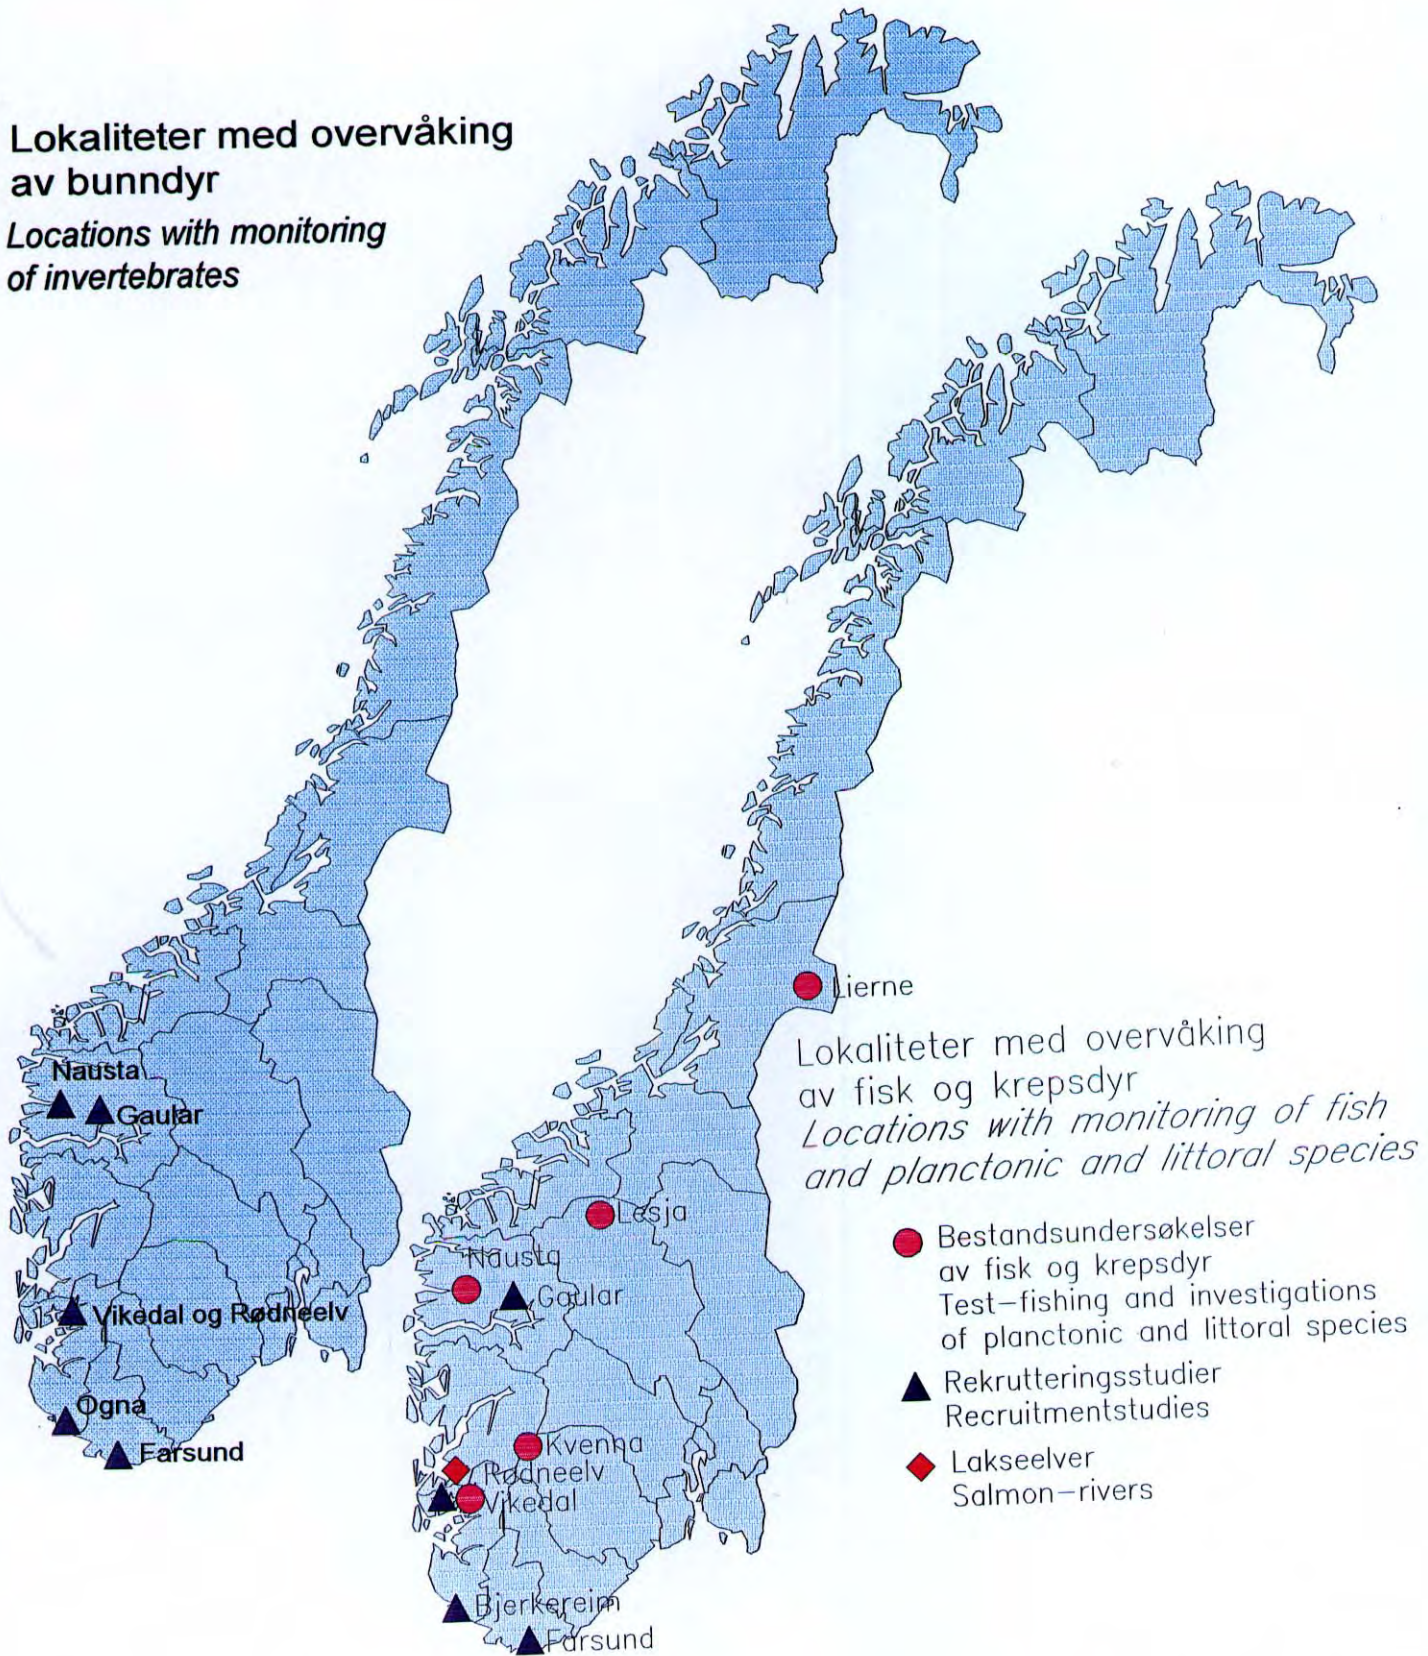 Lokaliteter med overvåking
av bunndyr
Locations with monitoring
of invertebrates
Nausta
Gaular
Vikedal og Rødneelv
Ogna
Farsund
Lierne
Lokaliteter med overvåking
av fisk og krepsdyr
Locations with monitoring of fish
and planctonic and littoral species
Lesja
Nausta
Gaular
Kvenna
Rødneelv
Vikedal
Bjerkereim
Farsund
Bestandsundersøkelser
av fisk og krepsdyr
Test-fishing and investigations
of planctonic and littoral species
Rekrutteringsstudier
Recruitmentstudies
Lakseelver
Salmon-rivers